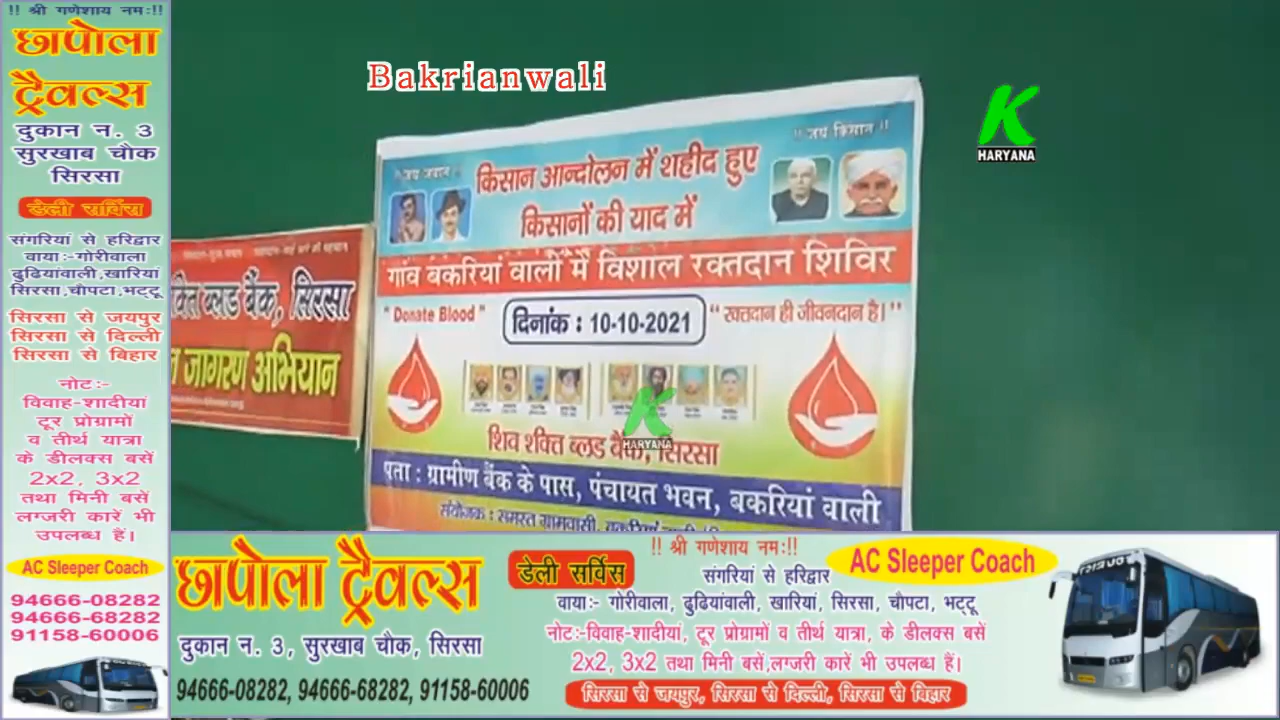 !! श्री गणेशाय नमः!!
छापोला
ट्रैवल्स
दुकान न. 3
सुरखाब चौक
सिरसा
डेली सर्विस
संगरियां से हरिद्वार
वायाः-गोरीवाला
ढुढियांवाली,खारियां
सिरसा,चौपटा,भट्टू
सिरसा से जयपुर
सिरसा से दिल्ली
सिरसा से बिहार
नोटः-
विवाह-शादीयां
टूर प्रोग्रामों
व तीर्थ यात्रा
के डीलक्स बसें
2x2, 3x2
तथा मिनी बसें
लग्जरी कारें भी
उपलब्ध हैं।
AC Sleeper Coach
94666-08282
94666-68282
91158-60006
Bakrianwali
K
HARYANA
ब्लड बैंक, सिरसा
जागरण अभियान
"जय जवान"
!! जय किसान !!
किसान आन्दोलन में शहीद हुए
किसानों की याद में
गांव बकरियां वाली में विशाल रक्तदान शिविर
" Donate Blood "
दिनांक : 10-10-2021
"रक्तदान ही जीवनदान है।"
K
HARYANA
शिव शक्ति ब्लड बैंक, सिरसा
पता : ग्रामीण बैंक के पास, पंचायत भवन, बकरियां वाली
संयोजक : समस्त ग्रामवासी,
छापोला ट्रैवल्स
दुकान न. 3, सुरखाब चौक, सिरसा
94666-08282, 94666-68282, 91158-60006
डेली सर्विस
!! श्री गणेशाय नमः!!
संगरियां से हरिद्वार
AC Sleeper Coach
वायाः- गोरीवाला, ढुढियांवाली, खारियां, सिरसा, चौपटा, भट्टू
नोटः-विवाह-शादीयां, टूर प्रोग्रामों व तीर्थ यात्रा, के डीलक्स बसें
2x2, 3x2 तथा मिनी बसें,लग्जरी कारें भी उपलब्ध हैं।
सिरसा से जयपुर, सिरसा से दिल्ली, सिरसा से बिहार